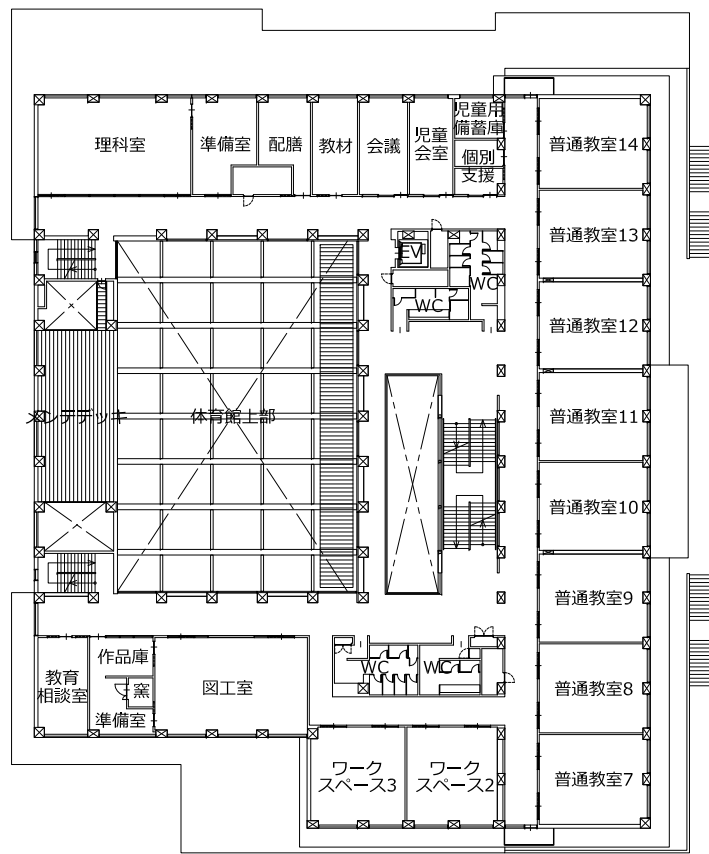 理科室
準備室
配膳
教材
会議
児童
会室
児童用
備蓄庫
個別
支援
普通教室14
普通教室13
EV
WC
WC
普通教室12
メンテデッキ
体育館上部
普通教室11
普通教室10
普通教室9
作品庫
教育
相談室
窯
準備室
図工室
WC
WC
普通教室8
ワーク
スペース3
ワーク
スペース2
普通教室7